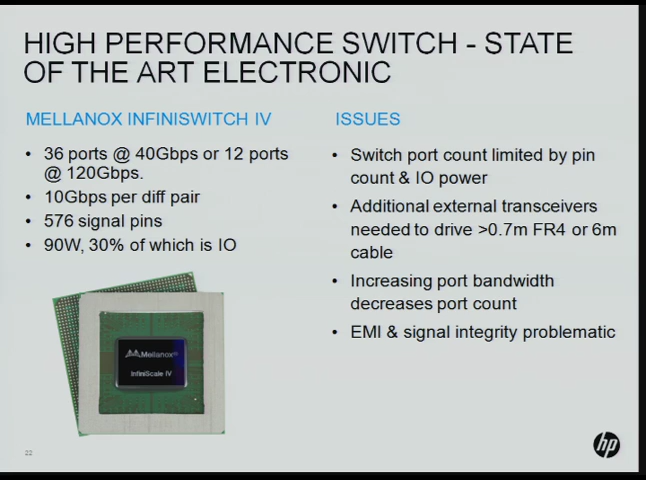 HIGH PERFORMANCE SWITCH - STATE
OF THE ART ELECTRONIC
MELLANOX INFINISWITCH IV
• 36 ports @ 40Gbps or 12 ports
@ 120Gbps.
• 10Gbps per diff pair
• 576 signal pins
• 90W, 30% of which is IO
ISSUES
• Switch port count limited by pin
count & IO power
• Additional external transceivers
needed to drive >0.7m FR4 or 6m
cable
• Increasing port bandwidth
decreases port count
• EMI & signal integrity problematic
Mellanox
InfiniScale IV
22
hp